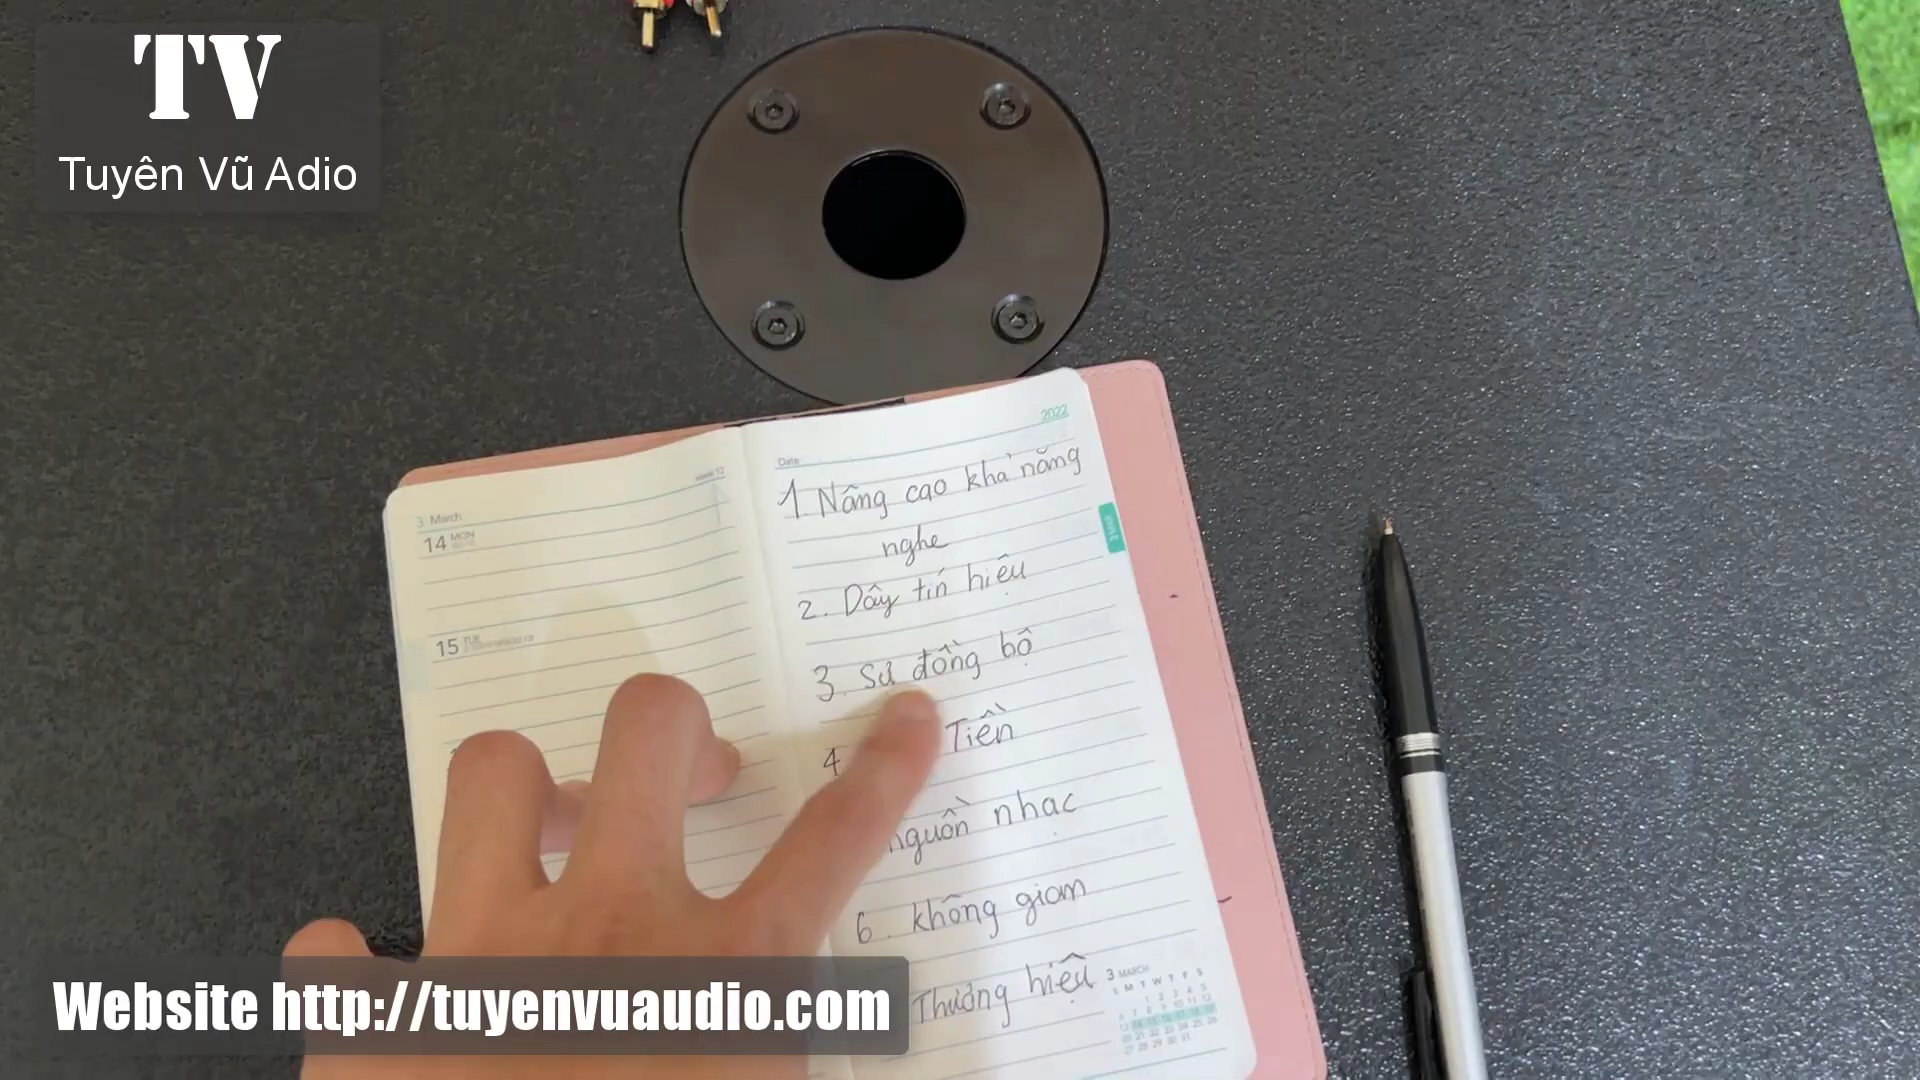 TV
Tuyên Vũ Adio
3 March
14 MON
15 TUE
2022
Date
1. Nâng cao khả năng
nghe
2. Dây tín hiệu
3. Sự đồng bộ
4 Tiền
nguồn nhạc
6. không gian
Thương hiệu
3 MARCH
S M T W T F S
Website http://tuyenvuaudio.com